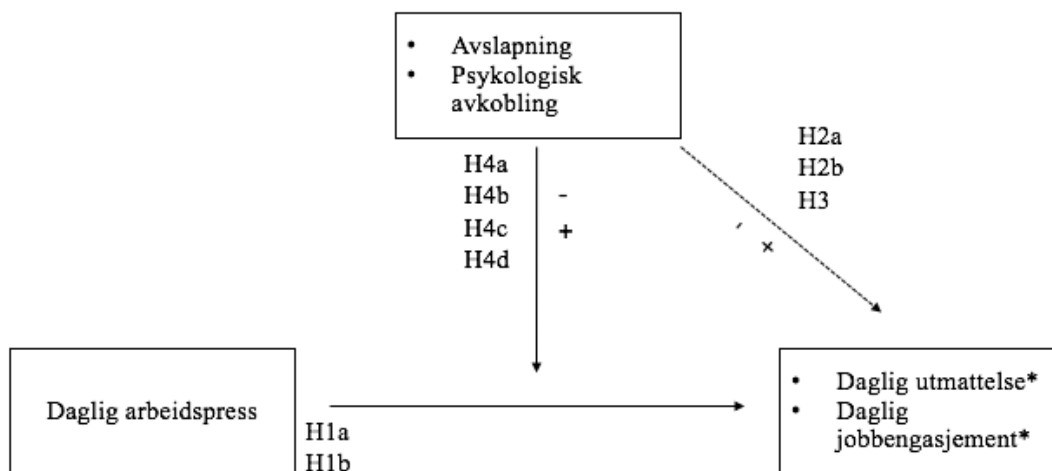 • Avslapning
• Psykologisk
avkobling
H2a
H2b
H3
H4a
H4b
H4c
H4d
-
+
-
+
Daglig arbeidspress
H1a
H1b
• Daglig utmattelse*
• Daglig
jobbengasjement*